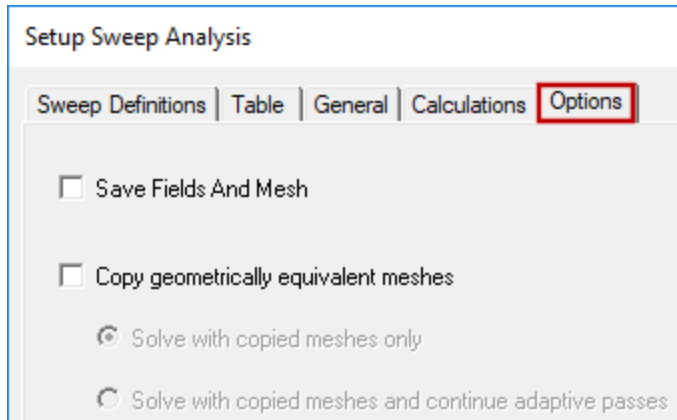 Setup Sweep Analysis
Sweep Definitions Table General Calculations Options
Save Fields And Mesh
Copy geometrically equivalent meshes
Solve with copied meshes only
Solve with copied meshes and continue adaptive passes